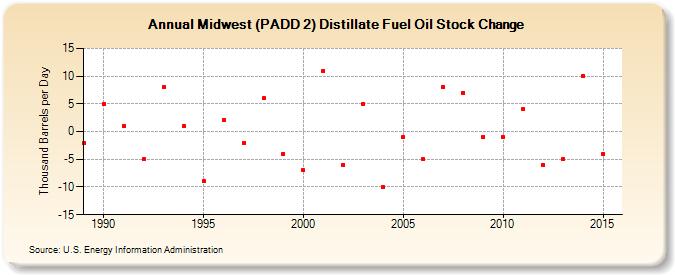 Annual Midwest (PADD 2) Distillate Fuel Oil Stock Change
Thousand Barrels per Day
15
10
5
0
-5
-10
-15
1990 1995 2000 2005 2010 2015
Source: U.S. Energy Information Administration